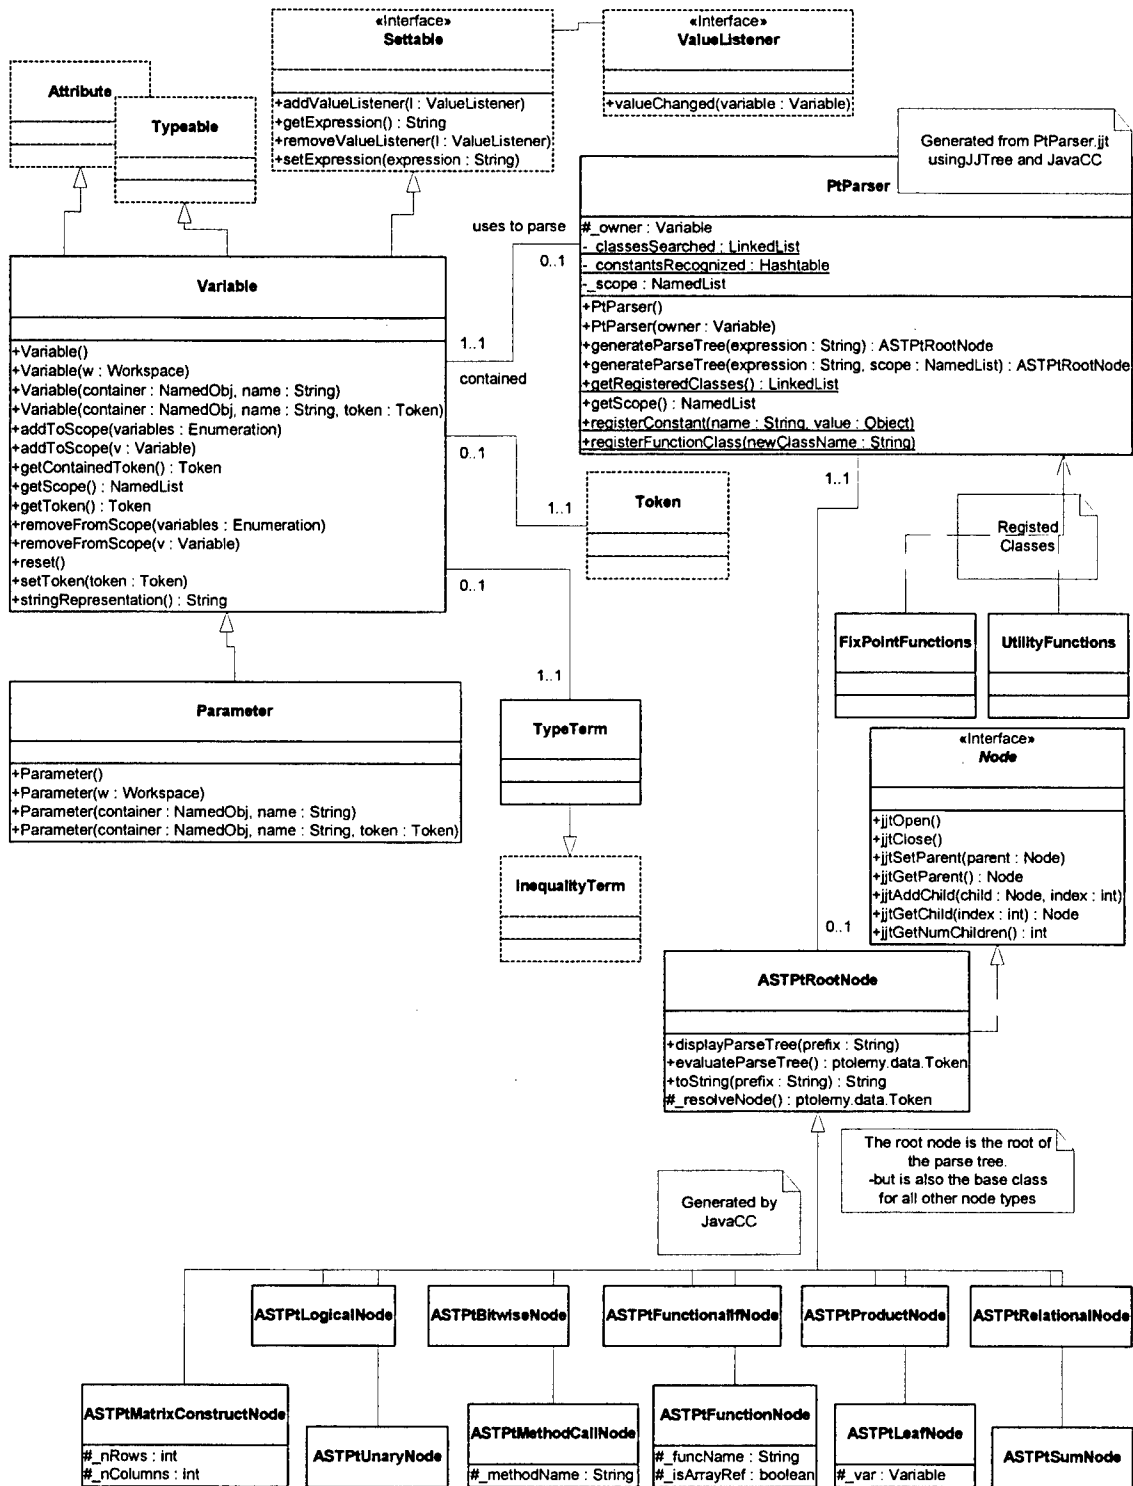 «Interface»
Settable
+addValueListener(l : ValueListener)
+getExpression() : String
+removeValueListener(l : ValueListener)
+setExpression(expression : String)
«Interface»
ValueListener
+valueChanged(variable : Variable)
Attribute
Typeable
Generated from PtParser.jjt
usingJJTree and JavaCC
PtParser
#_owner : Variable
-_classesSearched : LinkedList
-_constantsRecognized : Hashtable
-_scope : NamedList
+PtParser()
+PtParser(owner : Variable)
+generateParseTree(expression : String) : ASTPtRootNode
+generateParseTree(expression : String, scope : NamedList) : ASTPtRootNode
+getRegisteredClasses() : LinkedList
+getScope() : NamedList
+registerConstant(name : String, value : Object)
+registerFunctionClass(newClassName : String)
uses to parse
0..1
1..1
contained
Variable
+Variable()
+Variable(w : Workspace)
+Variable(container : NamedObj, name : String)
+Variable(container : NamedObj, name : String, token : Token)
+addToScope(variables : Enumeration)
+addToScope(v : Variable)
+getContainedToken() : Token
+getScope() : NamedList
+getToken() : Token
+removeFromScope(variables : Enumeration)
+removeFromScope(v : Variable)
+reset()
+setToken(token : Token)
+stringRepresentation() : String
0..1
1..1
Token
1..1
Registed
Classes
0..1
1..1
FixPointFunctions
UtilityFunctions
Parameter
+Parameter()
+Parameter(w : Workspace)
+Parameter(container : NamedObj, name : String)
+Parameter(container : NamedObj, name : String, token : Token)
TypeTerm
InequalityTerm
«Interface»
Node
+jjtOpen()
+jjtClose()
+jjtSetParent(parent : Node)
+jjtGetParent() : Node
+jjtAddChild(child : Node, index : int)
+jjtGetChild(index : int) : Node
+jjtGetNumChildren() : int
0..1
ASTPtRootNode
+displayParseTree(prefix : String)
+evaluateParseTree() : ptolemy.data.Token
+toString(prefix : String) : String
#_resolveNode() : ptolemy.data.Token
The root node is the root of
the parse tree.
-but is also the base class
for all other node types
Generated by
JavaCC
ASTPtLogicalNode
ASTPtBitwiseNode
ASTPtFunctionalIfNode
ASTPtProductNode
ASTPtRelationalNode
ASTPtMatrixConstructNode
#_nRows : int
#_nColumns : int
ASTPtUnaryNode
ASTPtMethodCallNode
#_methodName : String
ASTPtFunctionNode
#_funcName : String
#_isArrayRef : boolean
ASTPtLeafNode
#_var : Variable
ASTPtSumNode